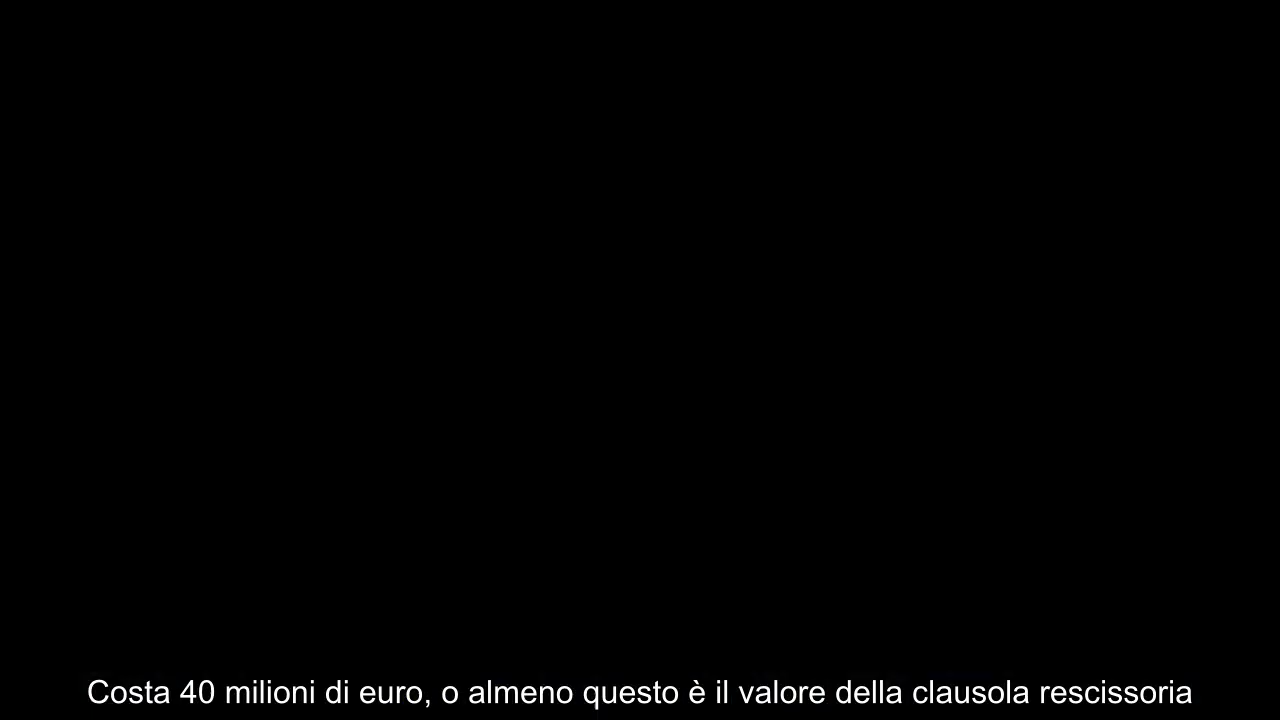 Costa 40 milioni di euro, o almeno questo è il valore della clausola rescissoria